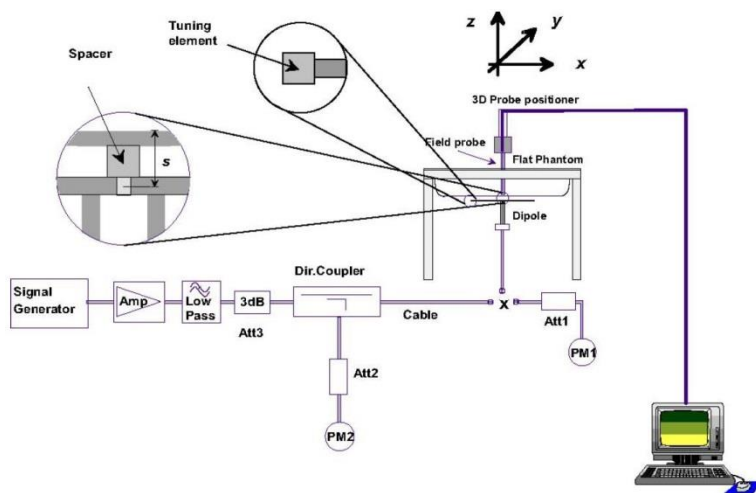 Tuning
element
Spacer
s
z
y
x
3D Probe positioner
Field probe
Flat Phantom
Dipole
Dir.Coupler
Signal
Generator
Amp
Low
Pass
3dB
Att3
Cable
x
Att1
PM1
Att2
PM2